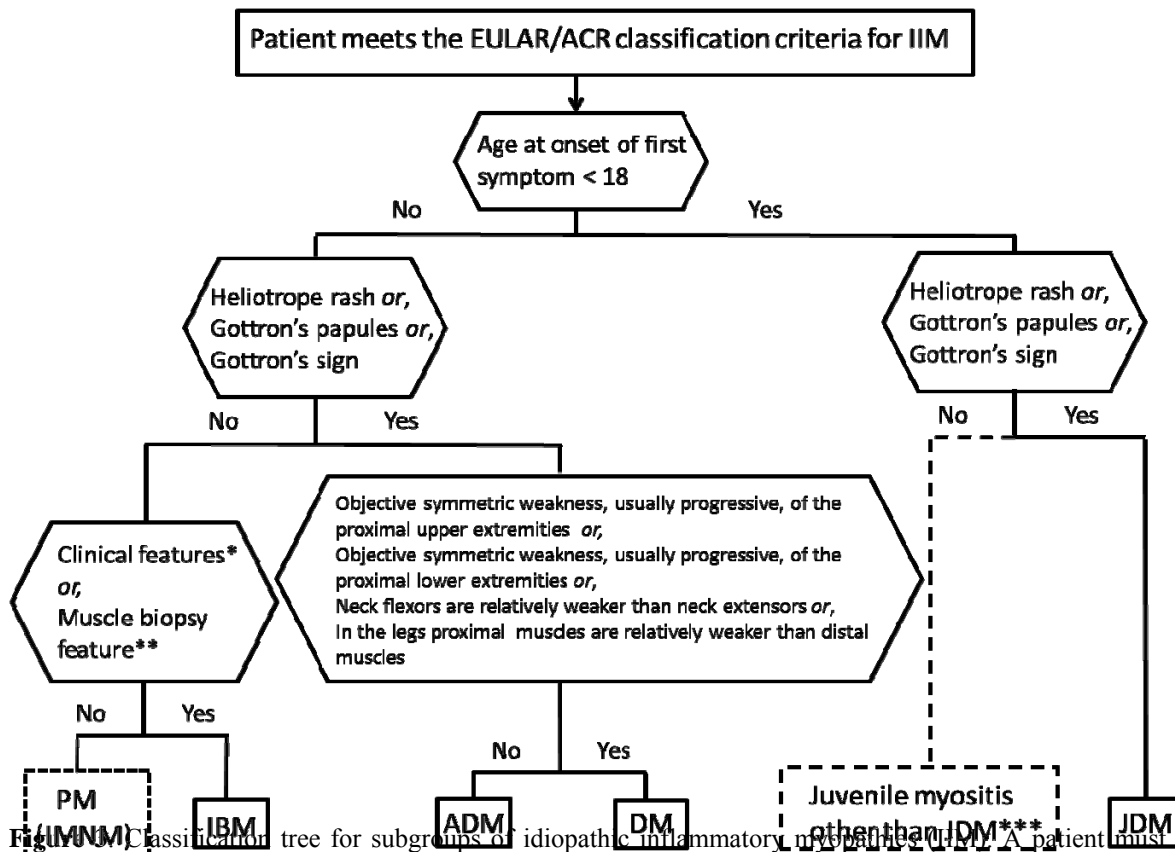 Patient meets the EULAR/ACR classification criteria for IIM
Age at onset of first
symptom < 18
No
Yes
Heliotrope rash or,
Gottron's papules or,
Gottron's sign
Heliotrope rash or,
Gottron's papules or,
Gottron's sign
No
Yes
No
Yes
Clinical features*
or,
Muscle biopsy
feature**
Objective symmetric weakness, usually progressive, of the
proximal upper extremities or,
Objective symmetric weakness, usually progressive, of the
proximal lower extremities or,
Neck flexors are relatively weaker than neck extensors or,
In the legs proximal muscles are relatively weaker than distal
muscles
No
Yes
No
Yes
PM
(IMNM)
IBM
ADM
DM
Juvenile myositis
other than JDM***
JDM
Figure 3. Classification tree for subgroups of idiopathic inflammatory myopathies (IIM). A patient must